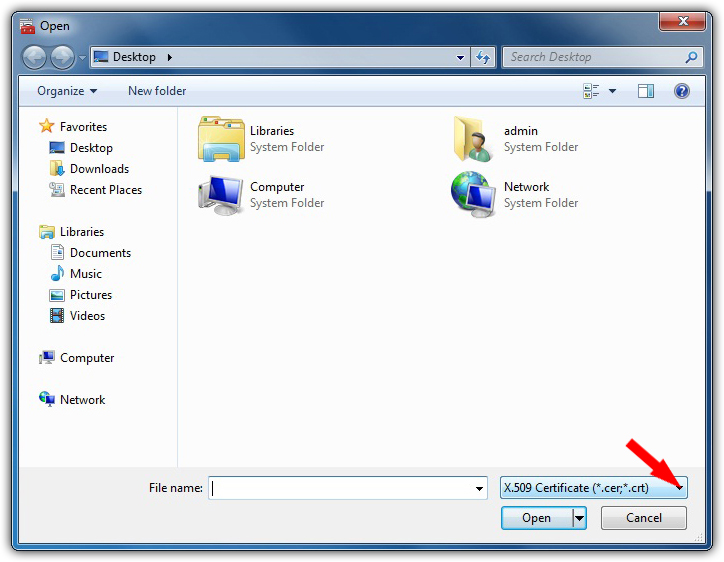 Open
Desktop
Search Desktop
Organize
New folder
Favorites
Desktop
Downloads
Recent Places
Libraries
Documents
Music
Pictures
Videos
Computer
Network
Libraries
System Folder
admin
System Folder
Computer
System Folder
Network
System Folder
File name:
X.509 Certificate (*.cer;*.crt)
Open
Cancel